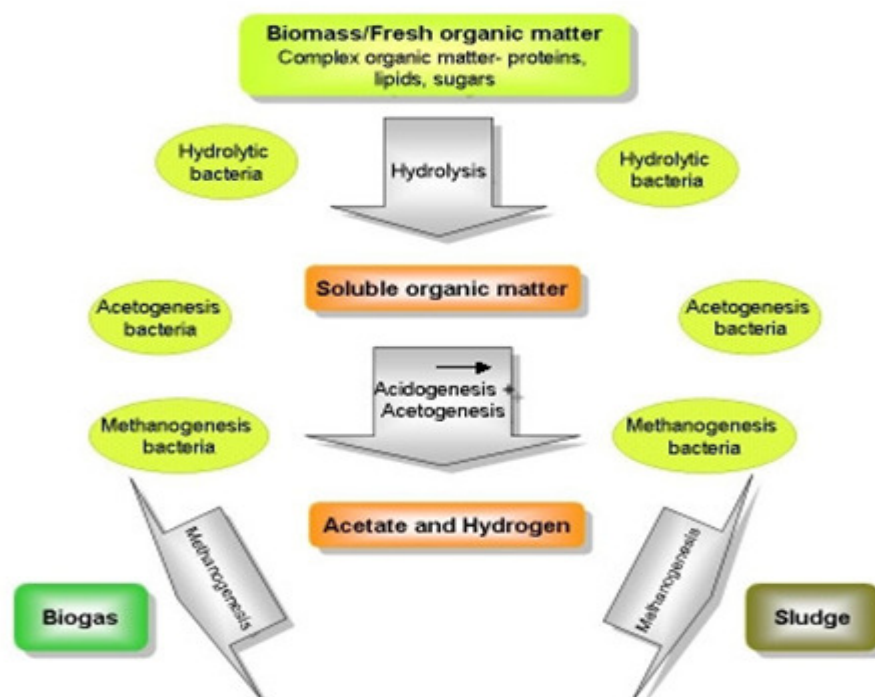 Biomass/Fresh organic matter
Complex organic matter- proteins,
lipids, sugars
Hydrolytic
bacteria
Hydrolysis
Hydrolytic
bacteria
Soluble organic matter
Acetogenesis
bacteria
Acetogenesis
bacteria
Acidogenesis +
Acetogenesis
Methanogenesis
bacteria
Methanogenesis
bacteria
Acetate and Hydrogen
Methanogenesis
Methanogenesis
Biogas
Sludge